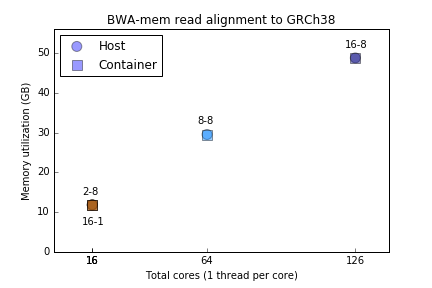 BWA-mem read alignment to GRCh38
Host
Container
Memory utilization (GB)
50
40
30
20
10
0
16-8
8-8
2-8
16-1
16
64
126
Total cores (1 thread per core)